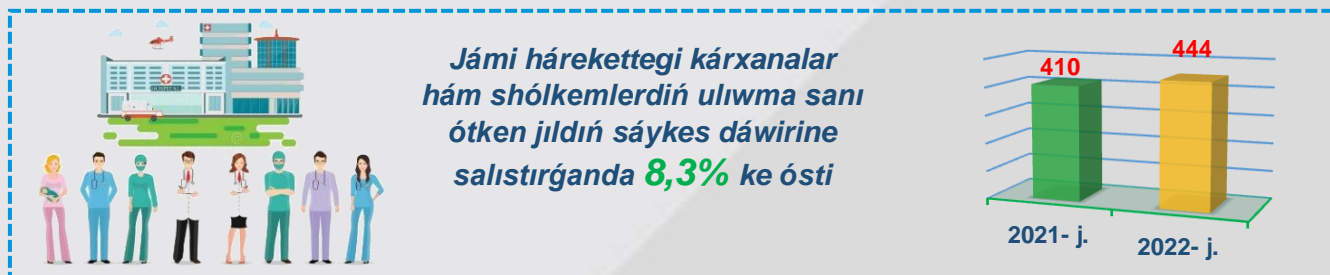 HOSPITAL
Jámi hárekettegi kárxanalar
hám shólkemlerdiń ulıwma sanı
ótken jıldıń sáykes dáwirine
salıstırǵanda 8,3% ke ósti
410
444
2021- j.
2022- j.